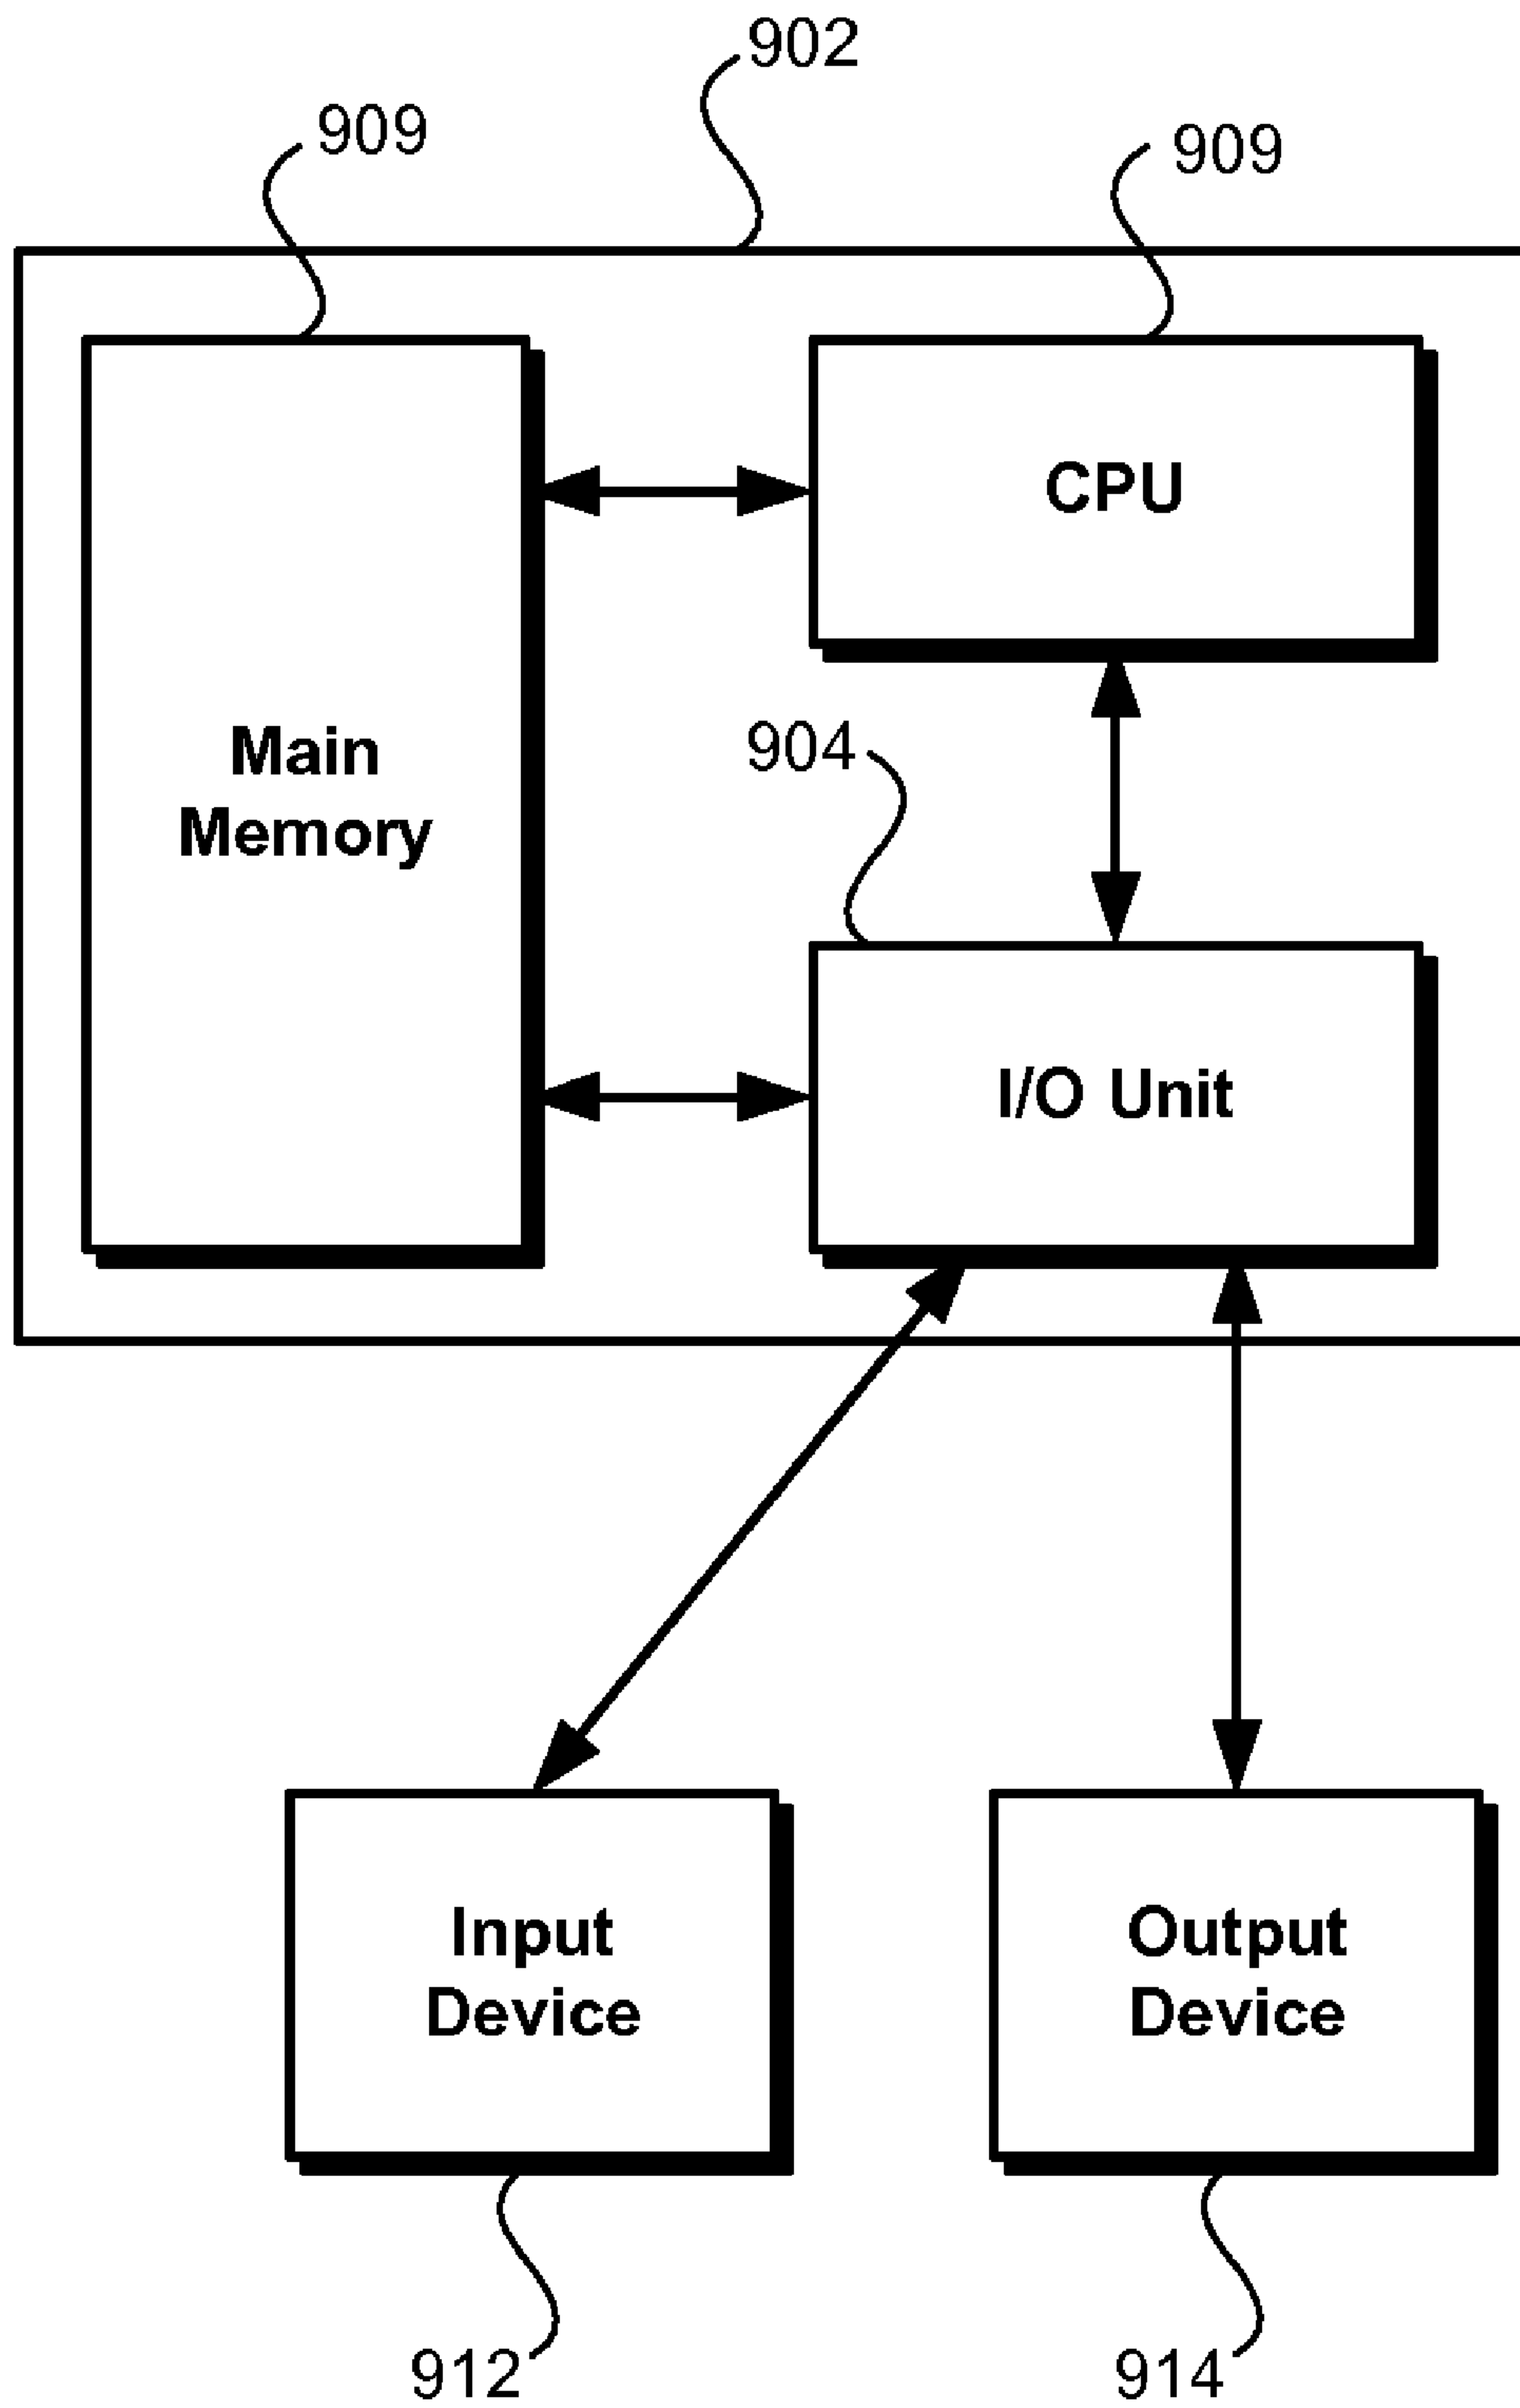 902
909
909
CPU
Main
Memory
904
I/O Unit
Input
Device
Output
Device
912
914